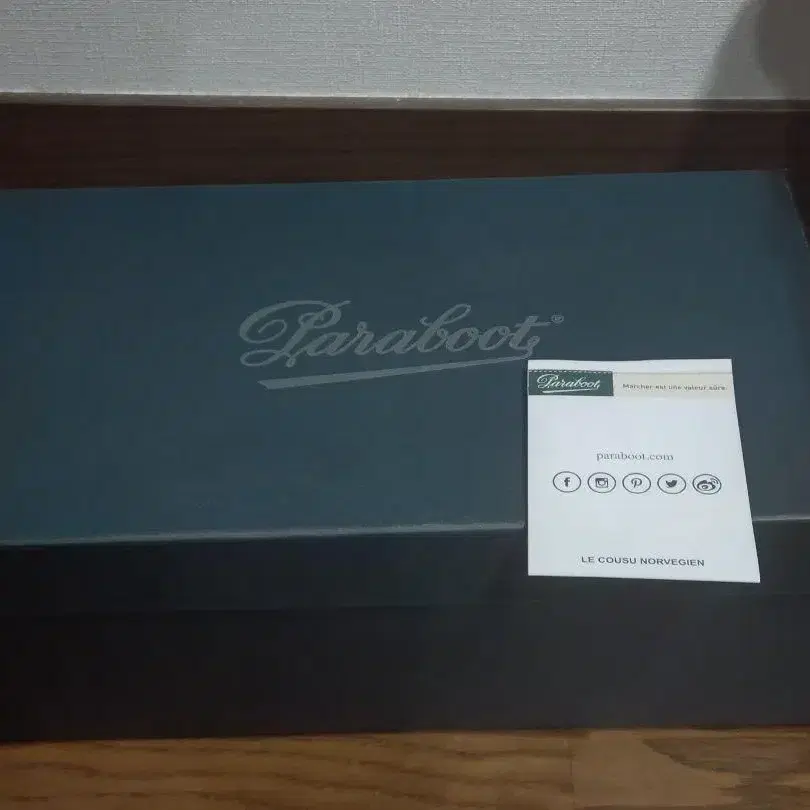 Paraboot®
Paraboot
Marcher est une valeur sûre
paraboot.com
LE COUSU NORVEGIEN